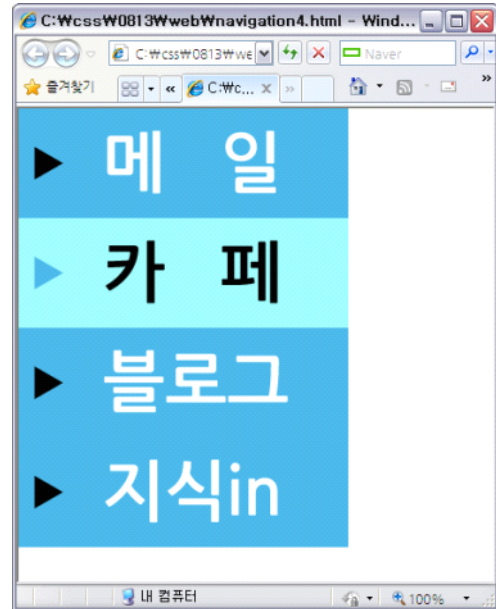 C:₩css₩0813₩web₩navigation4.html - Wind...
C:₩css₩0813₩we Naver
즐겨찾기 « C:₩c... x » »
메 일
카 페
블로그
지식in
내 컴퓨터 100%